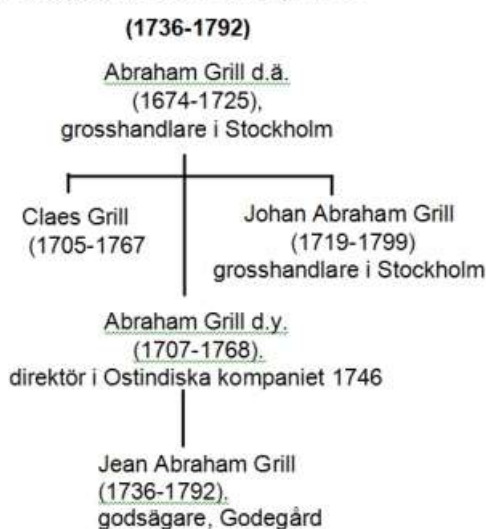 (1736-1792)
Abraham Grill d.ä.
(1674-1725),
grosshandlare i Stockholm
Claes Grill
(1705-1767
Johan Abraham Grill
(1719-1799)
grosshandlare i Stockholm
Abraham Grill d.y.
(1707-1768).
direktör i Ostindiska kompaniet 1746
Jean Abraham Grill
(1736-1792).
godsägare, Godegård